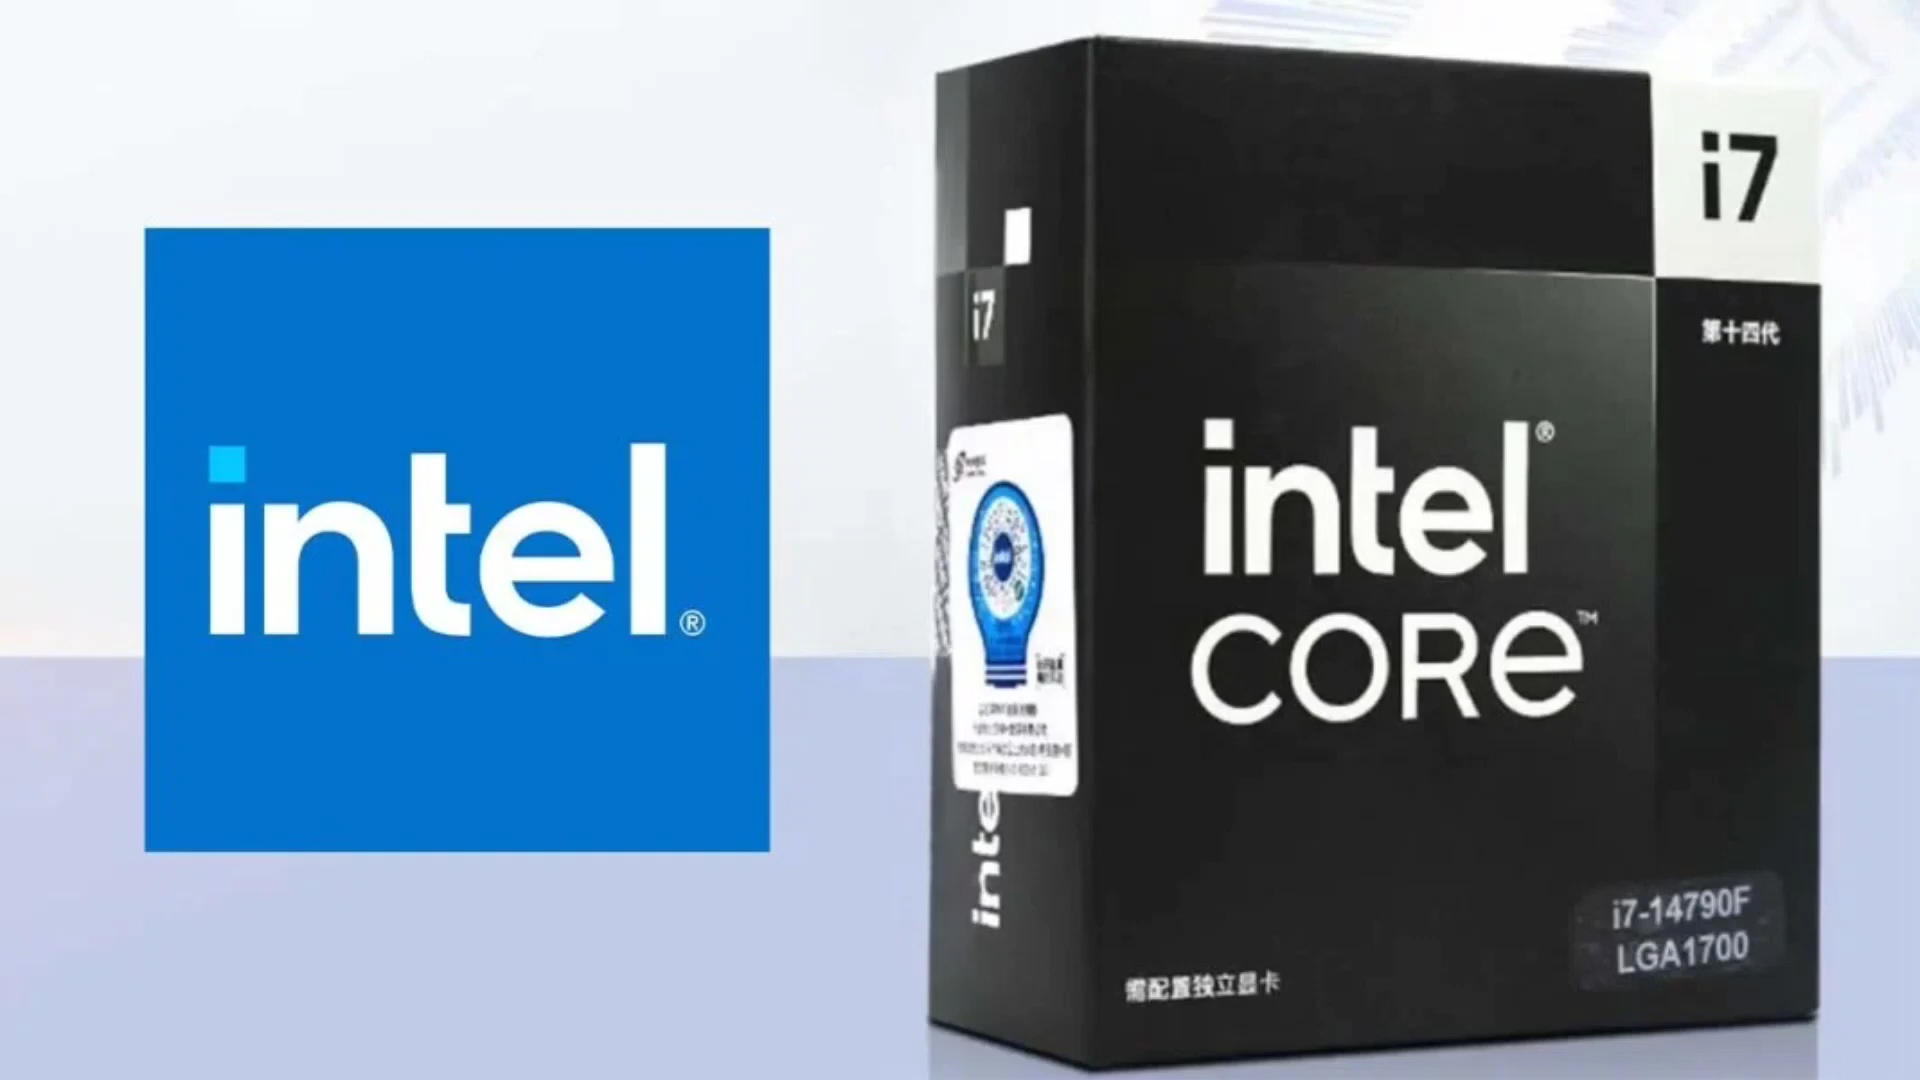 intel®
i7
i7
第十四代
intel®
CORE™
intel
i7-14790F
LGA1700
需配置独立显卡